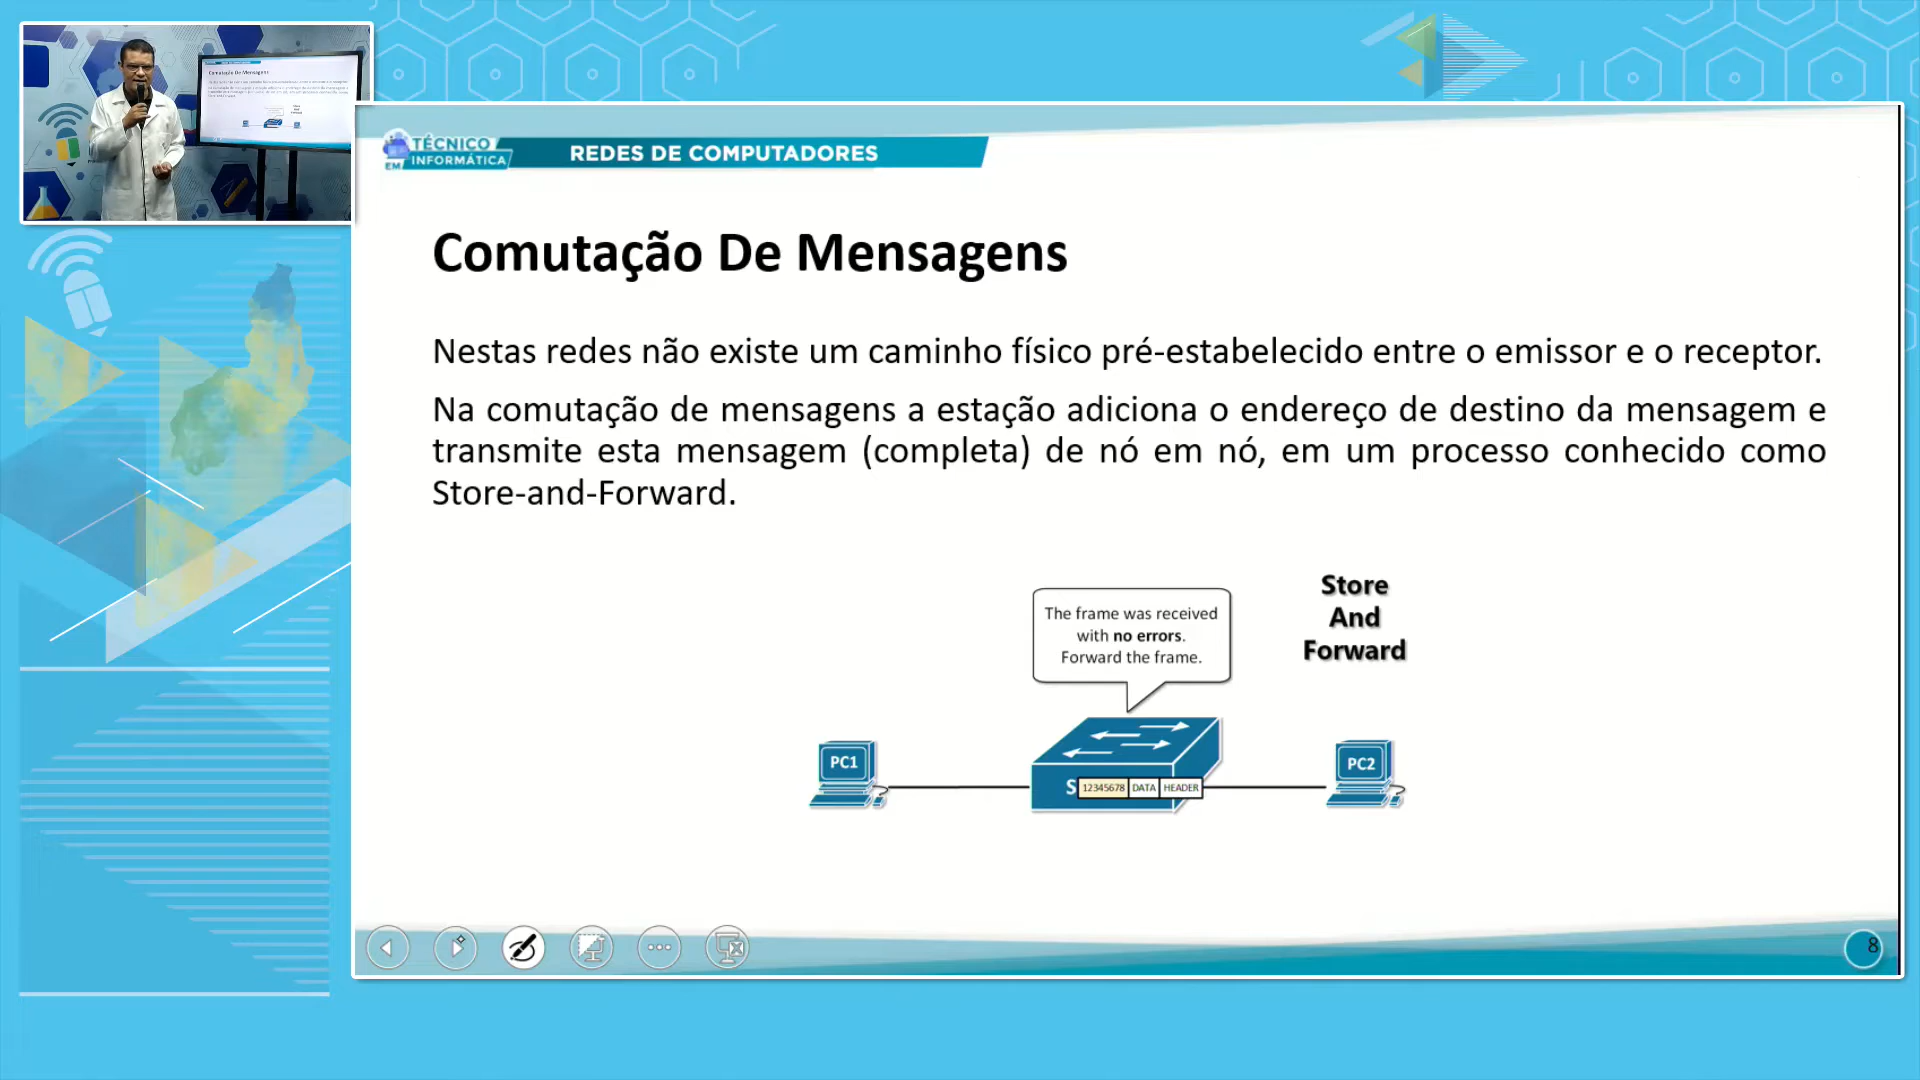 Comutação De Mensagens
TÉCNICO
EM INFORMÁTICA
REDES DE COMPUTADORES
Comutação De Mensagens
Nestas redes não existe um caminho físico pré-estabelecido entre o emissor e o receptor.
Na comutação de mensagens a estação adiciona o endereço de destino da mensagem e
transmite esta mensagem (completa) de nó em nó, em um processo conhecido como
Store-and-Forward.
The frame was received
with no errors.
Forward the frame.
Store
And
Forward
PC1
S 12345678 DATA HEADER
PC2
8